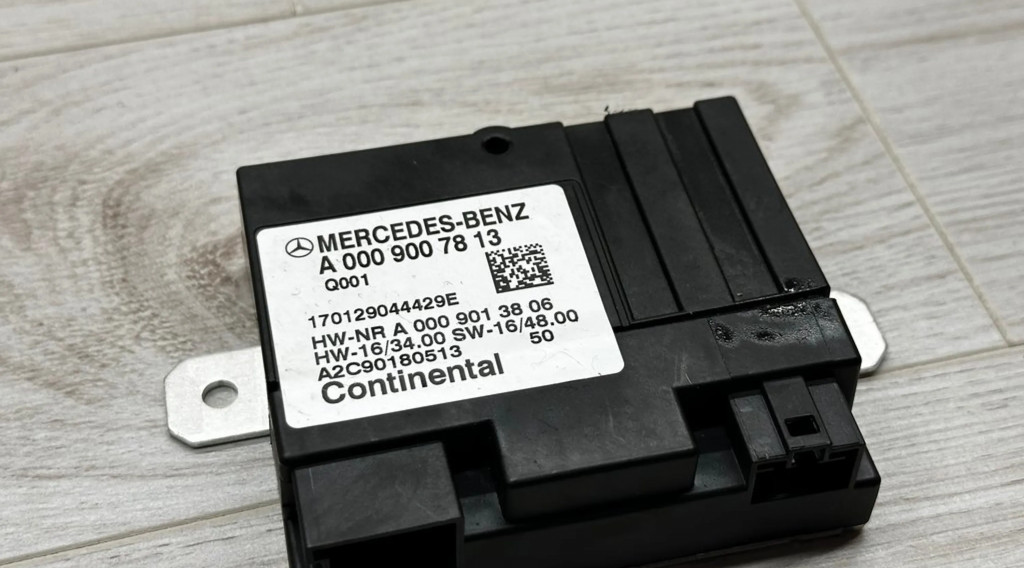 MERCEDES-BENZ
A 000 900 78 13
Q001
170129044429E
HW-NR A 000 901 38 06
HW-16/34.00 SW-16/48.00
A2C90180513 50
Continental